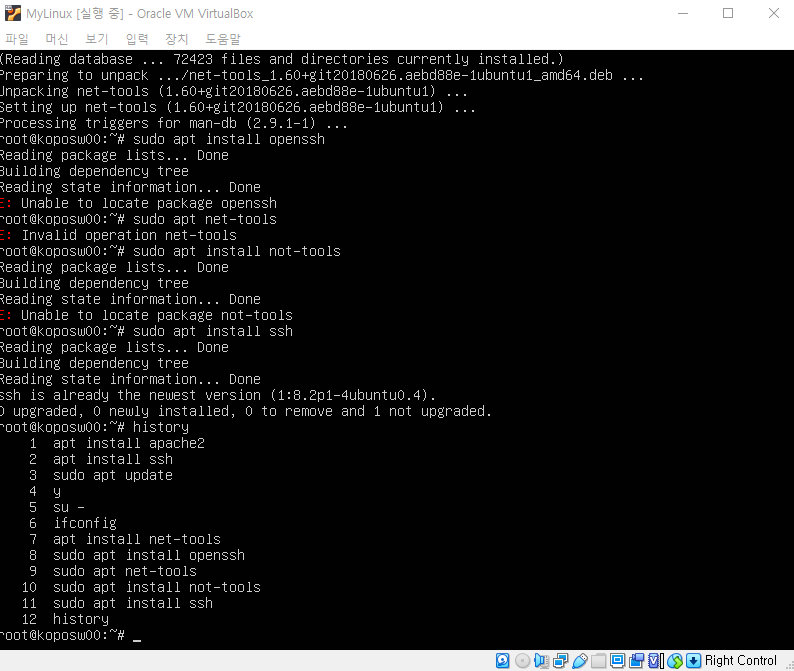 MyLinux [실행 중] - Oracle VM VirtualBox
파일 머신 보기 입력 장치 도움말
(Reading database ... 72423 files and directories currently installed.)
Preparing to unpack .../net-tools_1.60+git20180626.aebd88e-1ubuntu1_amd64.deb ...
Unpacking net-tools (1.60+git20180626.aebd88e-1ubuntu1) ...
Setting up net-tools (1.60+git20180626.aebd88e-1ubuntu1) ...
Processing triggers for man-db (2.9.1-1) ...
root@koposw00:~# sudo apt install openssh
Reading package lists... Done
Building dependency tree
Reading state information... Done
E: Unable to locate package openssh
root@koposw00:~# sudo apt net-tools
E: Invalid operation net-tools
root@koposw00:~# sudo apt install not-tools
Reading package lists... Done
Building dependency tree
Reading state information... Done
E: Unable to locate package not-tools
root@koposw00:~# sudo apt install ssh
Reading package lists... Done
Building dependency tree
Reading state information... Done
ssh is already the newest version (1:8.2p1-4ubuntu0.4).
0 upgraded, 0 newly installed, 0 to remove and 1 not upgraded.
root@koposw00:~# history
1 apt install apache2
2 apt install ssh
3 sudo apt update
4 y
5 su -
6 ifconfig
7 apt install net-tools
8 sudo apt install openssh
9 sudo apt net-tools
10 sudo apt install not-tools
11 sudo apt install ssh
12 history
root@koposw00:~# _
Right Control